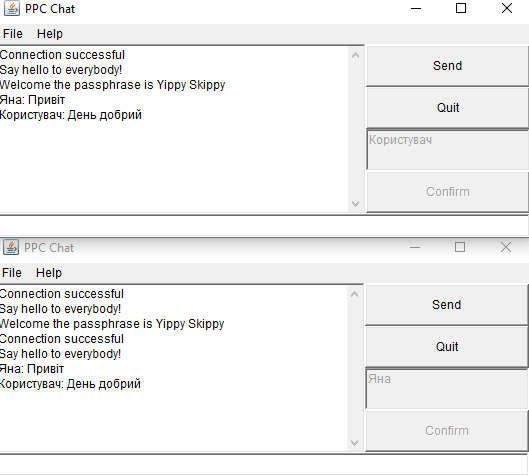 PPC Chat
File Help
Connection successful
Say hello to everybody!
Welcome the passphrase is Yippy Skippy
Яна: Привіт
Користувач: День добрий
Send
Quit
Користувач
Confirm
PPC Chat
File Help
Connection successful
Say hello to everybody!
Welcome the passphrase is Yippy Skippy
Connection successful
Say hello to everybody!
Яна: Привіт
Користувач: День добрий
Send
Quit
Яна
Confirm